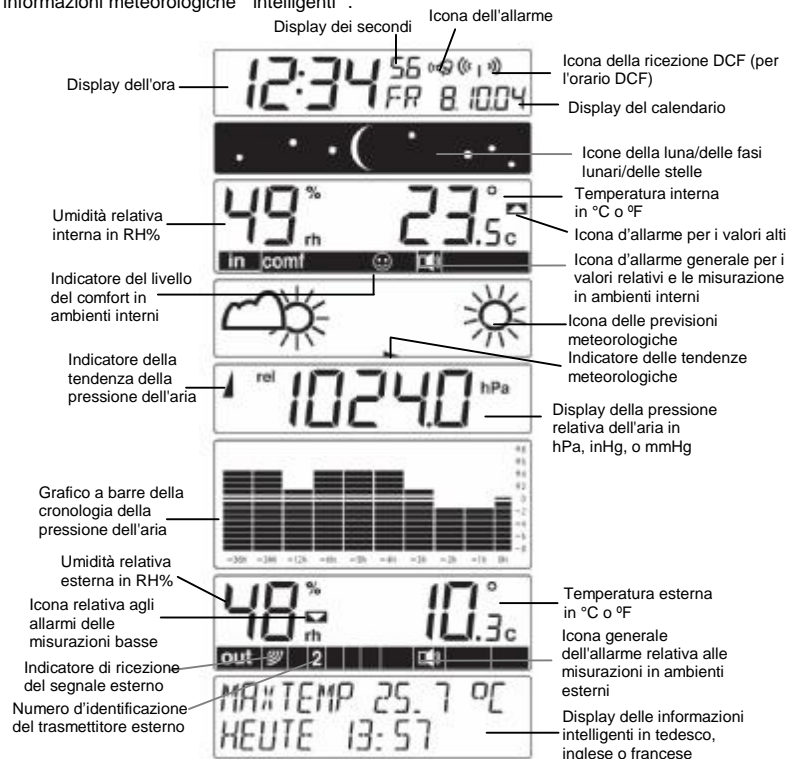 informazioni meteorologiche "intelligenti".
Display dei secondi
Icona dell'allarme
Display dell'ora
12:34 56
FR 8.10.04
Icona della ricezione DCF (per
l'orario DCF)
Display del calendario
Icone della luna/delle fasi
lunari/delle stelle
Umidità relativa
interna in RH%
49 % rh
23.5 ° c
in comf
Temperatura interna
in °C o ºF
Icona d'allarme per i valori alti
Icona d'allarme generale per i
valori relativi e le misurazione
in ambienti interni
Indicatore del livello
del comfort in
ambienti interni
Icona delle previsioni
meteorologiche
Indicatore delle tendenze
meteorologiche
Indicatore della
tendenza della
pressione dell'aria
rel 1024.0 hPa
Display della pressione
relativa dell'aria in
hPa, inHg, o mmHg
Grafico a barre della
cronologia della
pressione dell'aria
Umidità relativa
esterna in RH%
Icona relativa agli
allarmi delle
misurazioni basse
48 % rh
10.3 ° c
out 2
Temperatura esterna
in °C o ºF
Icona generale
dell'allarme relativa alle
misurazioni in ambienti
esterni
Indicatore di ricezione
del segnale esterno
Numero d'identificazione
del trasmettitore esterno
MAXTEMP 25.7 ºC
HEUTE 13:57
Display delle informazioni
intelligenti in tedesco,
inglese o francese